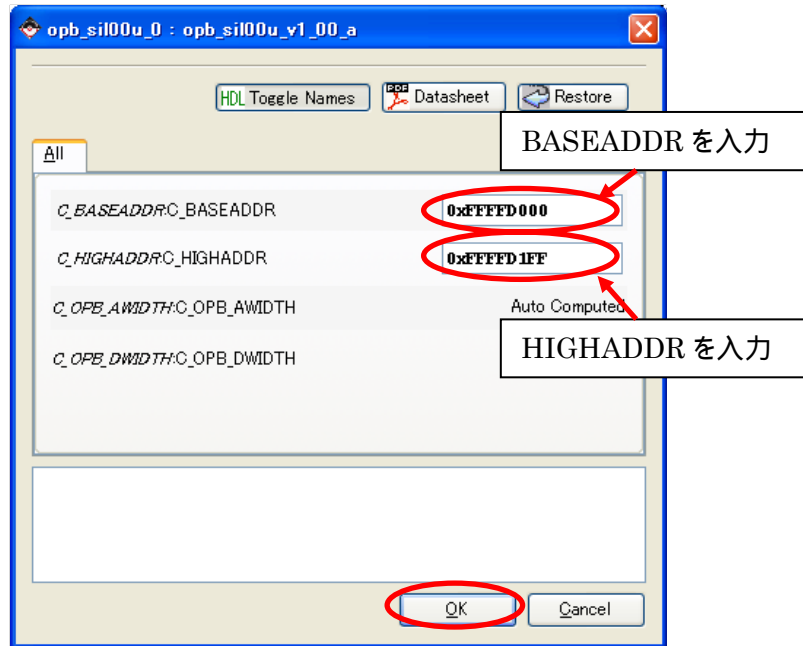 opb_sil00u_0 : opb_sil00u_v1_00_a
HDL Toggle Names
PDF Datasheet
Restore
BASEADDR を入力
All
C_BASEADDR:C_BASEADDR
0xFFFFD000
C_HIGHADDR:C_HIGHADDR
0xFFFFD1FF
C_OPB_AWIDTH:C_OPB_AWIDTH
Auto Computed
HIGHADDR を入力
C_OPB_DWIDTH:C_OPB_DWIDTH
OK
Cancel